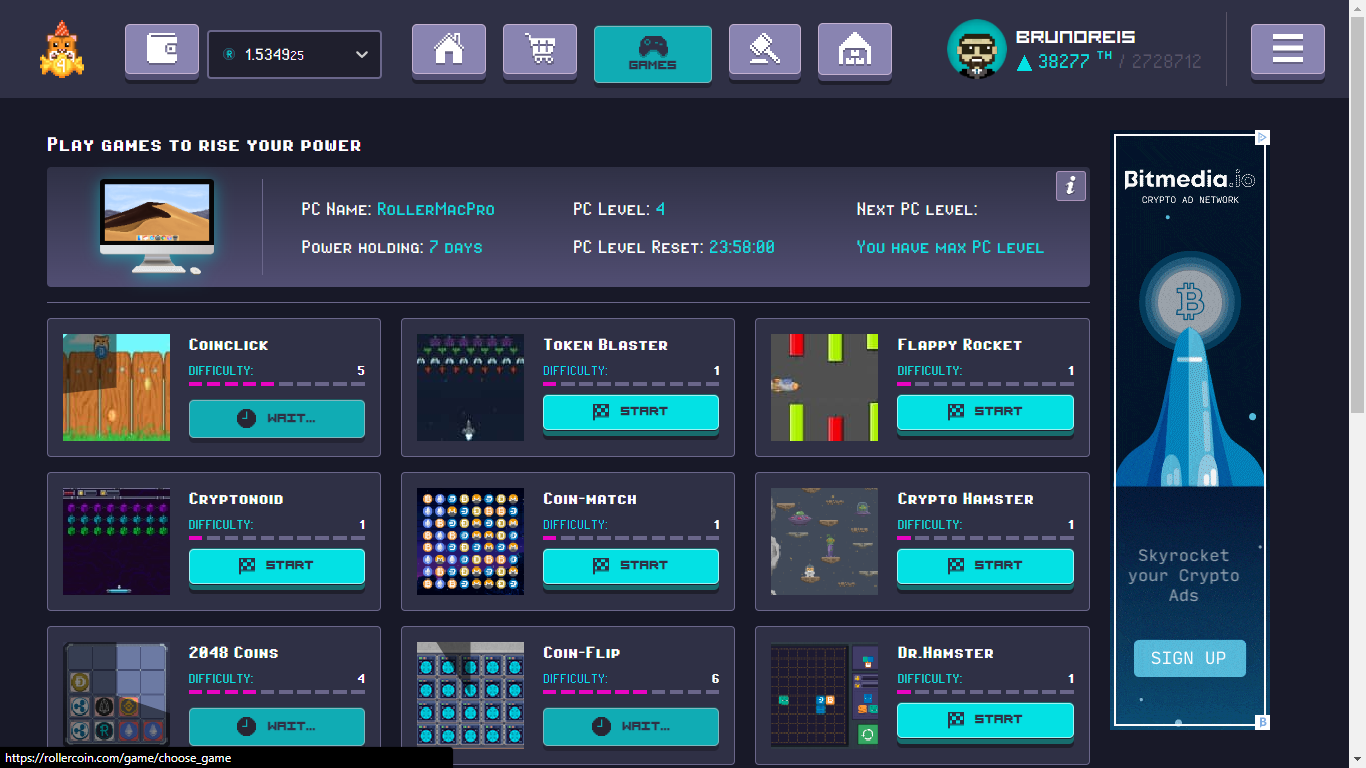 1.5349425
GAMES
BRUNOREIS
38277 TH / 2728712
PLAY GAMES TO RISE YOUR POWER
PC NAME: ROLLERMACPRO
PC LEVEL: 4
NEXT PC LEVEL:
POWER HOLDING: 7 DAYS
PC LEVEL RESET: 23:58:00
YOU HAVE MAX PC LEVEL
COINCLICK
DIFFICULTY: 5
WAIT...
TOKEN BLASTER
DIFFICULTY: 1
START
FLAPPY ROCKET
DIFFICULTY: 1
START
CRYPTONOID
DIFFICULTY: 1
START
COIN-MATCH
DIFFICULTY: 1
START
CRYPTO HAMSTER
DIFFICULTY: 1
START
2048 COINS
DIFFICULTY: 4
WAIT...
COIN-FLIP
DIFFICULTY: 6
WAIT...
DR.HAMSTER
DIFFICULTY: 1
START
Bitmedia.io
CRYPTO AD NETWORK
Skyrocket
your Crypto
Ads
SIGN UP
https://rollercoin.com/game/choose_game